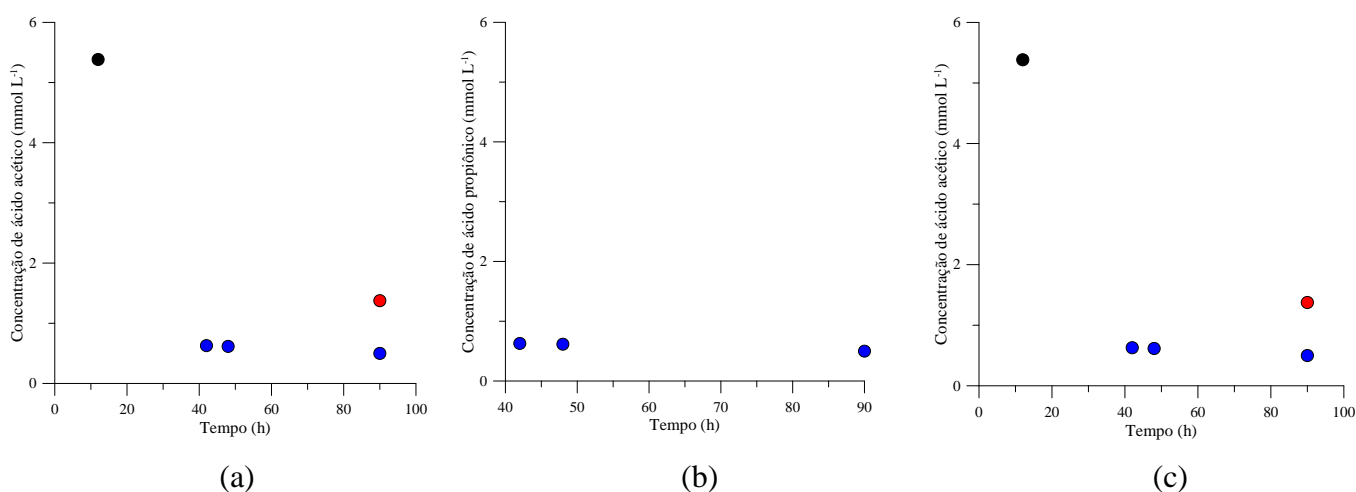 Concentração de ácido acético (mmol L-1)
6
4
2
0
0 20 40 60 80 100
Tempo (h)
(a)
Concentração de ácido propiônico (mmol L-1)
6
4
2
0
40 50 60 70 80 90
Tempo (h)
(b)
Concentração de ácido acético (mmol L-1)
6
4
2
0
0 20 40 60 80 100
Tempo (h)
(c)